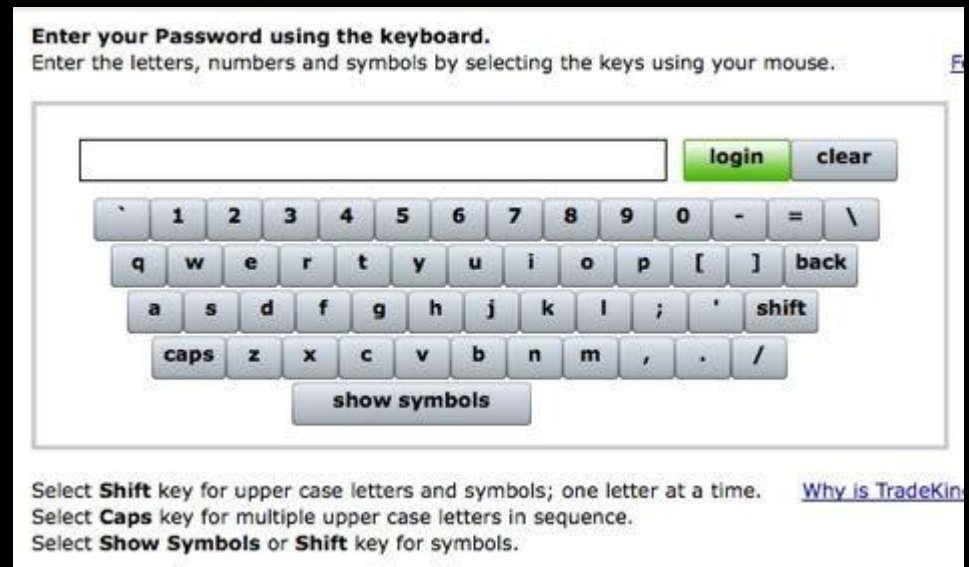 Enter your Password using the keyboard.
Enter the letters, numbers and symbols by selecting the keys using your mouse.
login clear
` 1 2 3 4 5 6 7 8 9 0 - = \
q w e r t y u i o p [ ] back
a s d f g h j k l ; ' shift
caps z x c v b n m , . /
show symbols
Select Shift key for upper case letters and symbols; one letter at a time. Why is TradeKin
Select Caps key for multiple upper case letters in sequence.
Select Show Symbols or Shift key for symbols.